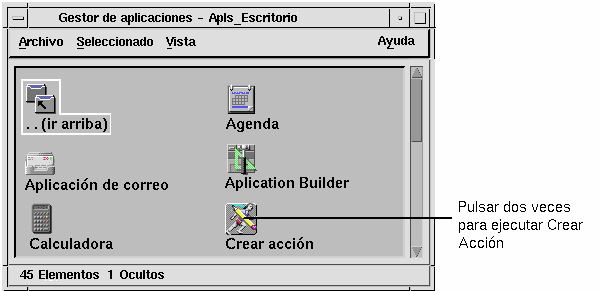 Gestor de aplicaciones - Apls_Escritorio
Archivo Seleccionado Vista Ayuda
. . (ir arriba) Agenda
Aplicación de correo Aplication Builder
Calculadora Crear acción
Pulsar dos veces
para ejecutar Crear
Acción
45 Elementos 1 Ocultos